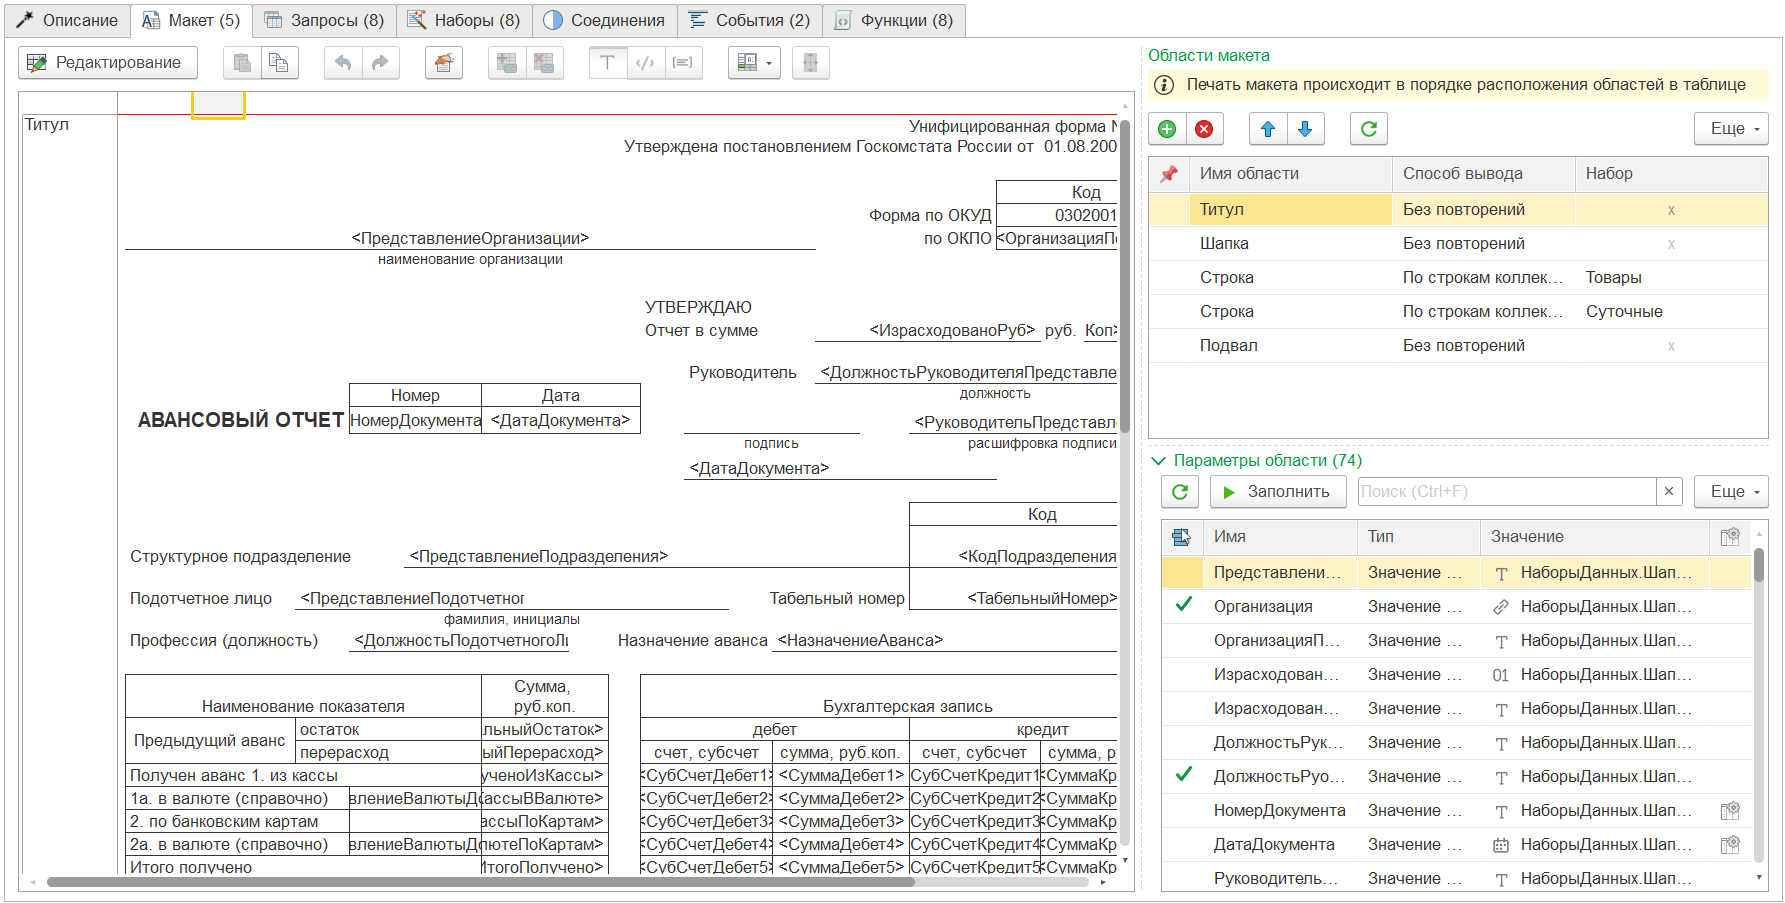 Описание
Макет (5)
Запросы (8)
Наборы (8)
Соединения
События (2)
Функции (8)
Редактирование
Титул
Унифицированная форма
Утверждена постановлением Госкомстата России от 01.08.200
Код
Форма по ОКУД 0302001
<ПредставлениеОрганизации> по ОКПО <ОрганизацияПо
наименование организации
УТВЕРЖДАЮ
Отчет в сумме <ИзрасходованоРуб> руб. Коп>
Руководитель <ДолжностьРуководителяПредставле
должность
Номер Дата
АВАНСОВЫЙ ОТЧЕТ НомерДокумента <ДатаДокумента>
<РуководительПредставл
подпись расшифровка подписи
<ДатаДокумента>
Код
Структурное подразделение <ПредставлениеПодразделения> <КодПодразделения
Подотчетное лицо <ПредставлениеПодотчетног Табельный номер <ТабельныйНомер>
фамилия, инициалы
Профессия (должность) <ДолжностьПодотчетногоЛи Назначение аванса <НазначениеАванса>
Наименование показателя Сумма, руб.коп. Бухгалтерская запись
Предыдущий аванс остаток льныйОстаток> дебет кредит
перерасход ыйПерерасход> счет, субсчет сумма, руб.коп. счет, субсчет сумма, р
Получен аванс 1. из кассы ученоИзКассы> <СубСчетДебет1> <СуммаДебет1> СубСчетКредит1 <СуммаКр
1а. в валюте (справочно) влениеВалютыДо ассыВВалюте> <СубСчетДебет2> <СуммаДебет2> СубСчетКредит2 <СуммаКр
2. по банковским картам ассыПоКартам> <СубСчетДебет3> <СуммаДебет3> СубСчетКредит3 <СуммаКр
2а. в валюте (справочно) влениеВалютыДо лютеПоКартам> <СубСчетДебет4> <СуммаДебет4> СубСчетКредит4 <СуммаКр
Итого получено ИтогоПолучено> <СубСчетДебет5> <СуммаДебет5> СубСчетКредит5 <СуммаКр
Области макета
Печать макета происходит в порядке расположения областей в таблице
Еще
Имя области Способ вывода Набор
Титул Без повторений x
Шапка Без повторений x
Строка По строкам коллек... Товары
Строка По строкам коллек... Суточные
Подвал Без повторений x
Параметры области (74)
Заполнить Поиск (Ctrl+F) × Еще
Имя Тип Значение
Представлени... Значение ... НаборыДанных.Шап...
Организация Значение ... НаборыДанных.Шап...
ОрганизацияП... Значение ... НаборыДанных.Шап...
Израсходован... Значение ... 01 НаборыДанных.Шап...
Израсходован... Значение ... НаборыДанных.Шап...
ДолжностьРук... Значение ... НаборыДанных.Шап...
ДолжностьРуо... Значение ... НаборыДанных.Шап...
НомерДокумента Значение ... НаборыДанных.Шап...
ДатаДокумента Значение ... НаборыДанных.Шап...
Руководитель... Значение ... НаборыДанных.Шап...